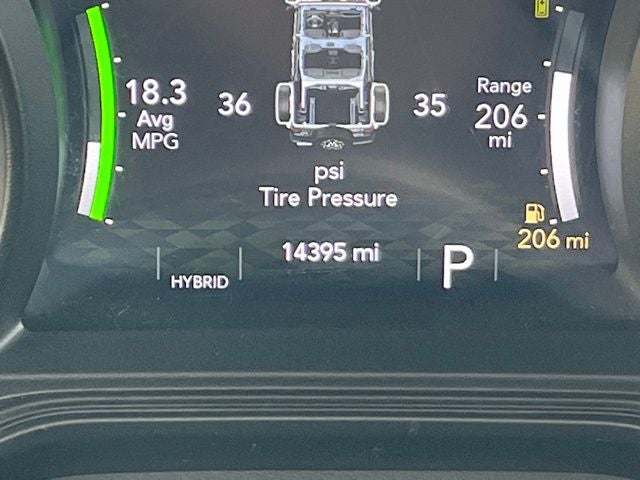 18.3
Avg
MPG
36
35
Range
206
mi
psi
Tire Pressure
206 mi
14395 mi
HYBRID
P